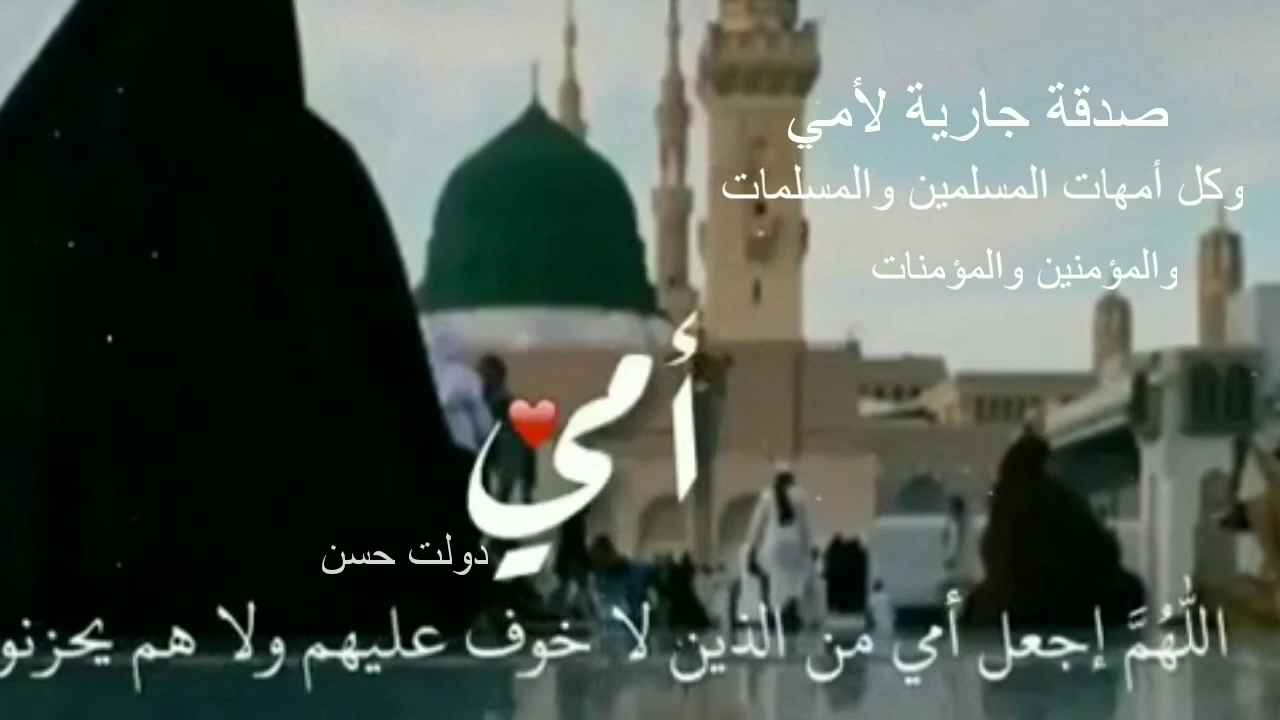 صدقة جارية لأمي
وكل أمهات المسلمين والمسلمات
والمؤمنين والمؤمنات
أمي
دولت حسن
اللَّهُمَّ إجعل أمي من الذين لا خوف عليهم ولا هم يحزنو